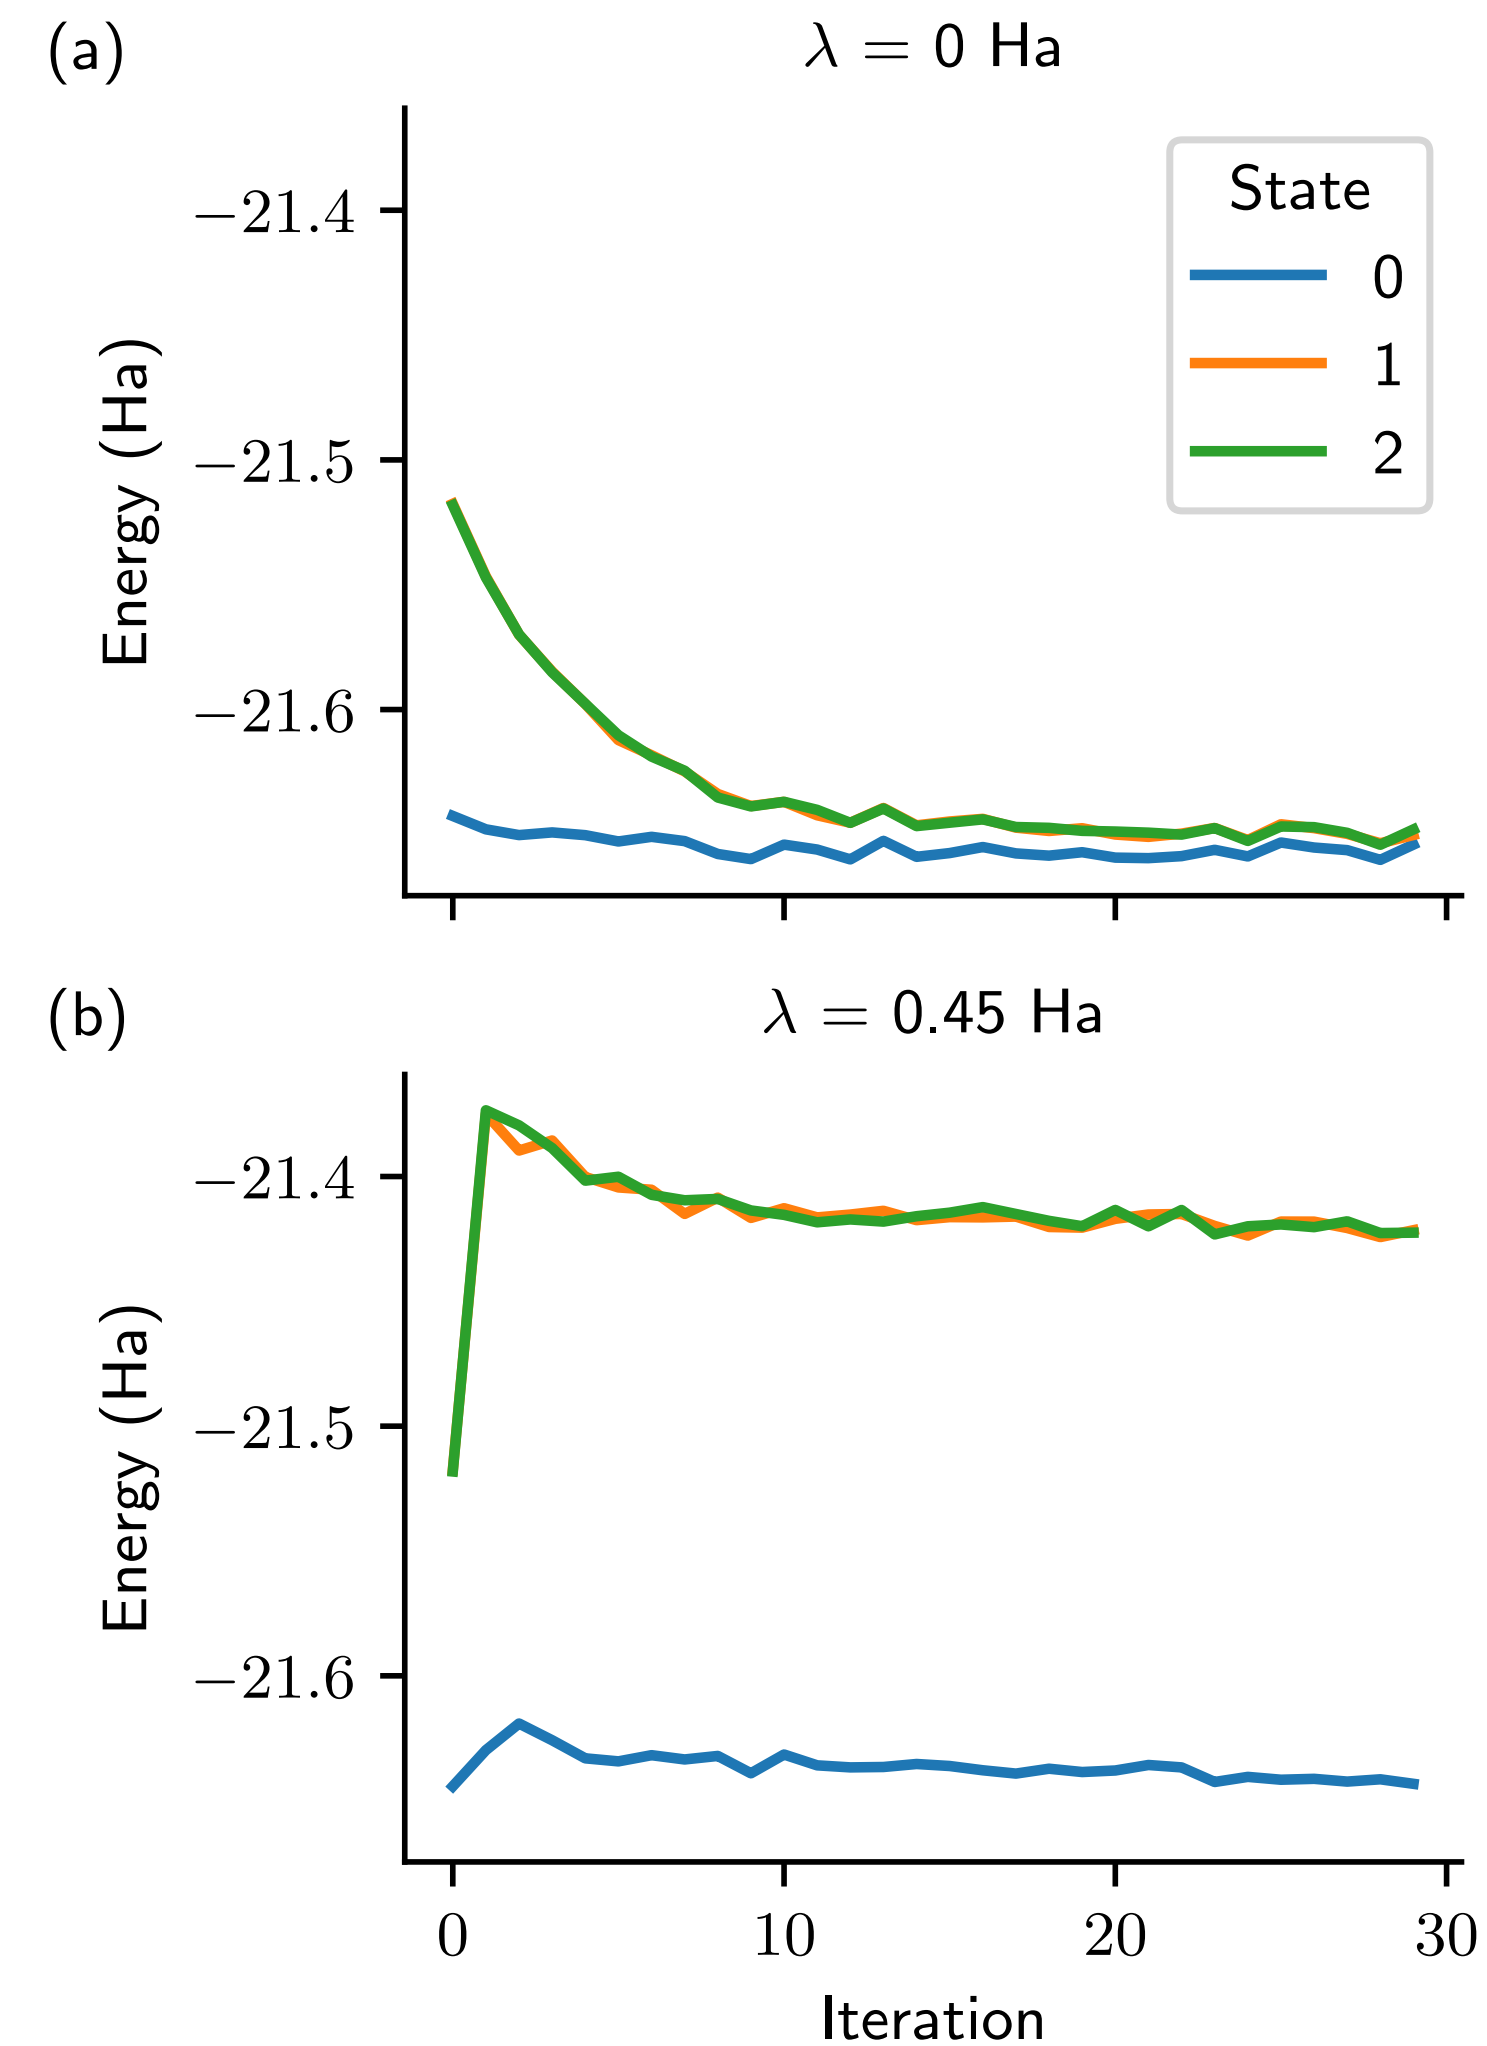 (a)
λ = 0 Ha
−21.4
−21.5
−21.6
Energy (Ha)
State
0
1
2
(b)
λ = 0.45 Ha
−21.4
−21.5
−21.6
Energy (Ha)
0 10 20 30
Iteration